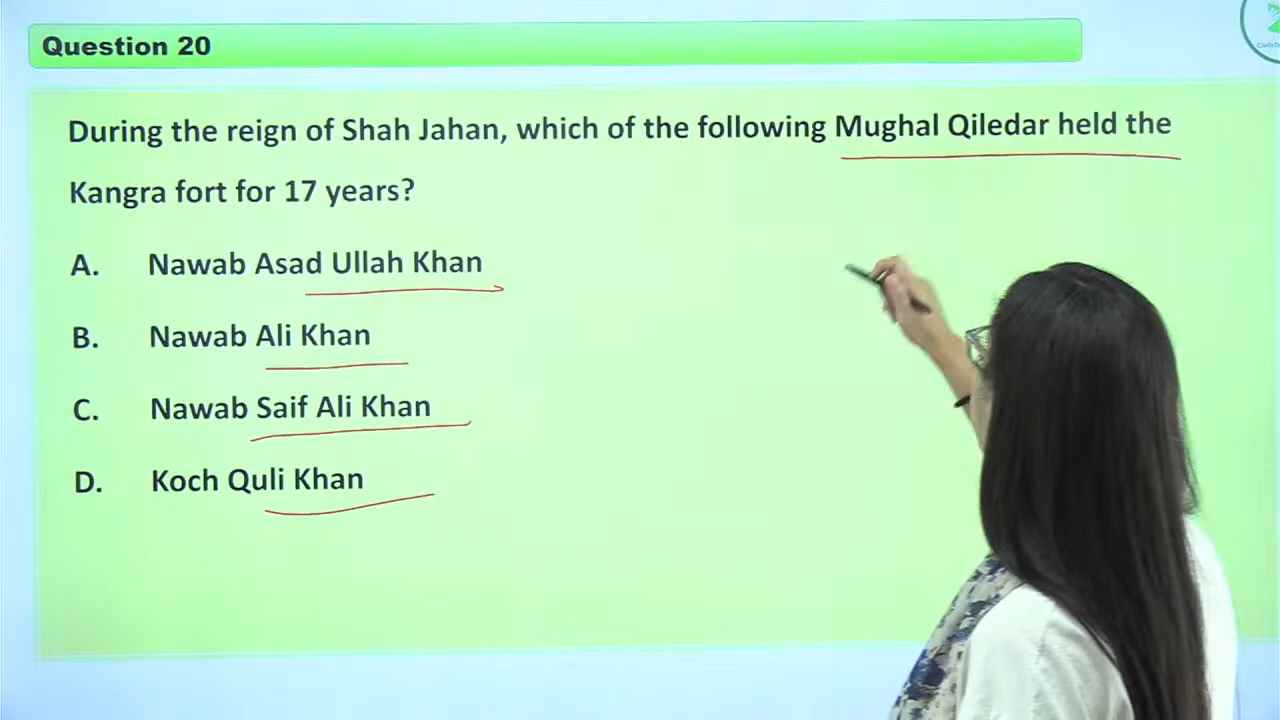 Question 20
During the reign of Shah Jahan, which of the following Mughal Qiledar held the
Kangra fort for 17 years?
A. Nawab Asad Ullah Khan
B. Nawab Ali Khan
C. Nawab Saif Ali Khan
D. Koch Quli Khan